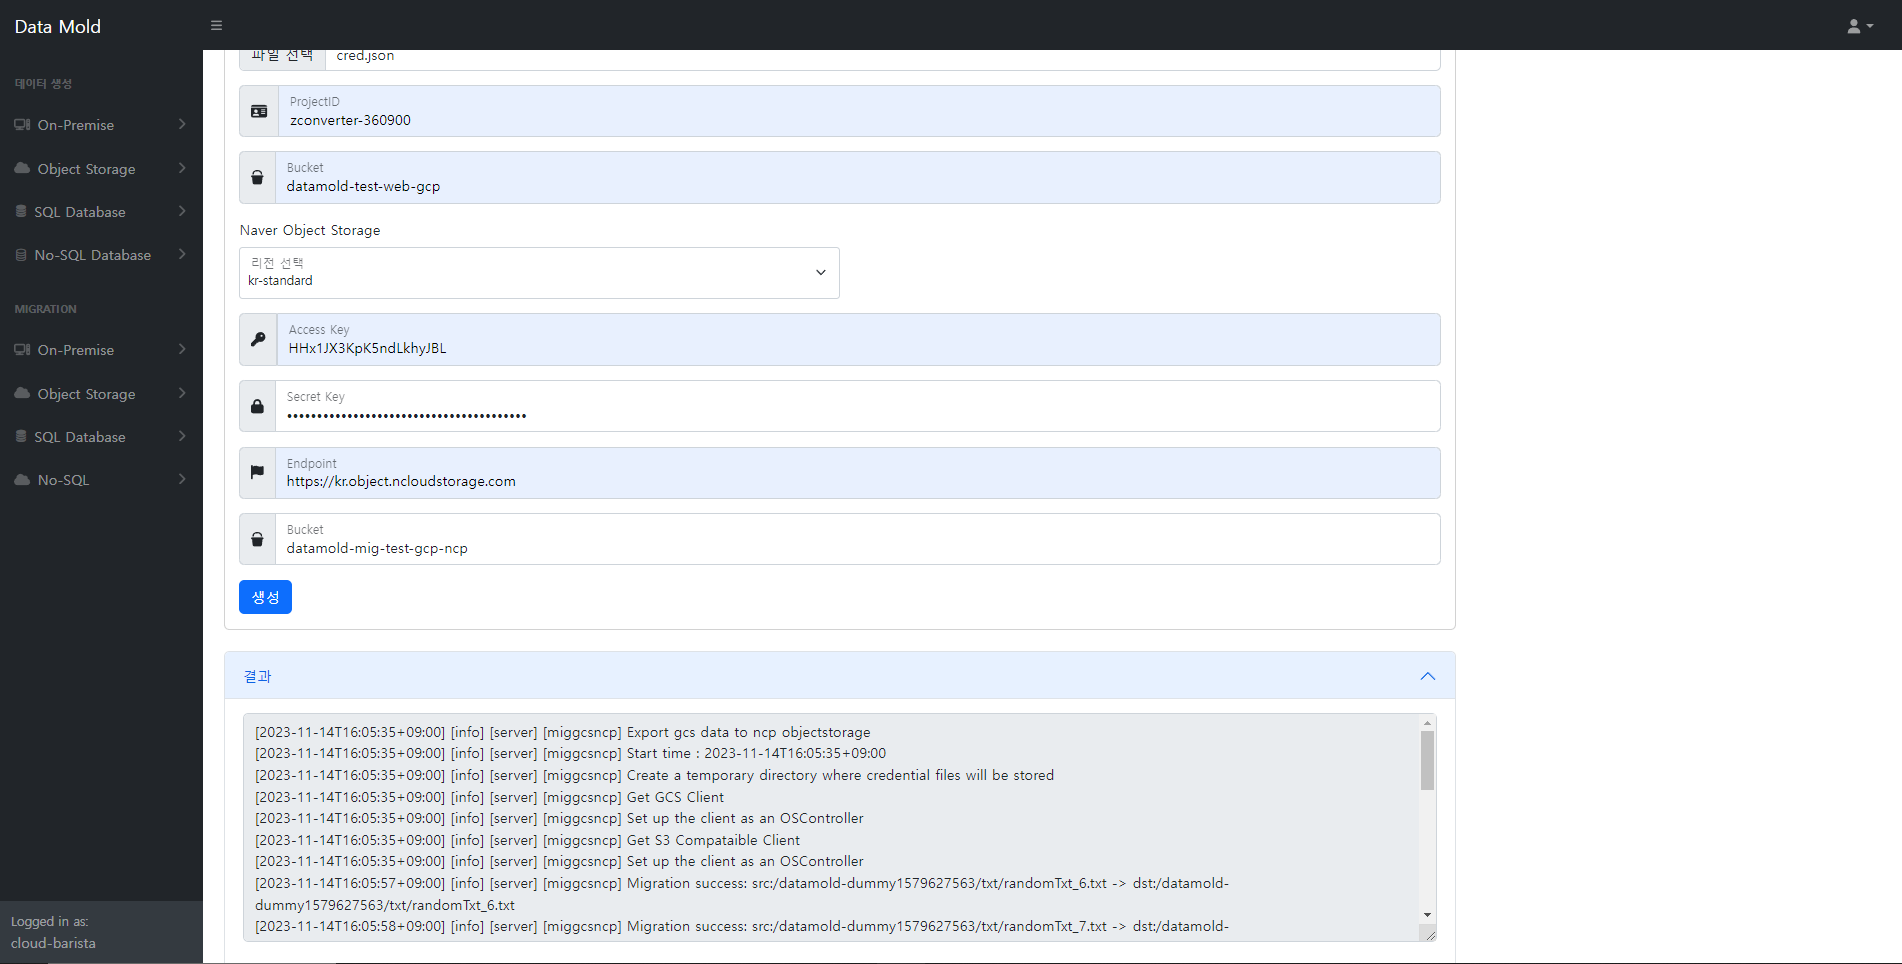 Data Mold
데이터 생성
On-Premise
Object Storage
SQL Database
No-SQL Database
MIGRATION
On-Premise
Object Storage
SQL Database
No-SQL
Logged in as:
cloud-barista
파일 선택 cred.json
ProjectID
zconverter-360900
Bucket
datamold-test-web-gcp
Naver Object Storage
리전 선택
kr-standard
Access Key
HHx1JX3KpK5ndLkhyJBL
Secret Key
••••••••••••••••••••••••••••••••••••••••
Endpoint
https://kr.object.ncloudstorage.com
Bucket
datamold-mig-test-gcp-ncp
생성
결과
[2023-11-14T16:05:35+09:00] [info] [server] [miggcsncp] Export gcs data to ncp objectstorage
[2023-11-14T16:05:35+09:00] [info] [server] [miggcsncp] Start time : 2023-11-14T16:05:35+09:00
[2023-11-14T16:05:35+09:00] [info] [server] [miggcsncp] Create a temporary directory where credential files will be stored
[2023-11-14T16:05:35+09:00] [info] [server] [miggcsncp] Get GCS Client
[2023-11-14T16:05:35+09:00] [info] [server] [miggcsncp] Set up the client as an OSController
[2023-11-14T16:05:35+09:00] [info] [server] [miggcsncp] Get S3 Compataible Client
[2023-11-14T16:05:35+09:00] [info] [server] [miggcsncp] Set up the client as an OSController
[2023-11-14T16:05:57+09:00] [info] [server] [miggcsncp] Migration success: src:/datamold-dummy1579627563/txt/randomTxt_6.txt -> dst:/datamold-
dummy1579627563/txt/randomTxt_6.txt
[2023-11-14T16:05:58+09:00] [info] [server] [miggcsncp] Migration success: src:/datamold-dummy1579627563/txt/randomTxt_7.txt -> dst:/datamold-